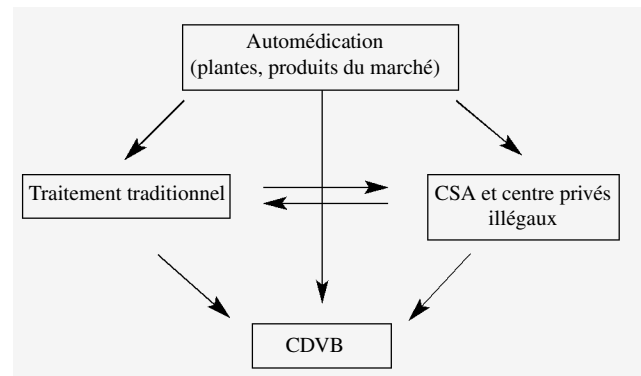 Automédication
(plantes, produits du marché)
Traitement traditionnel
CSA et centre privés
illégaux
CDVB